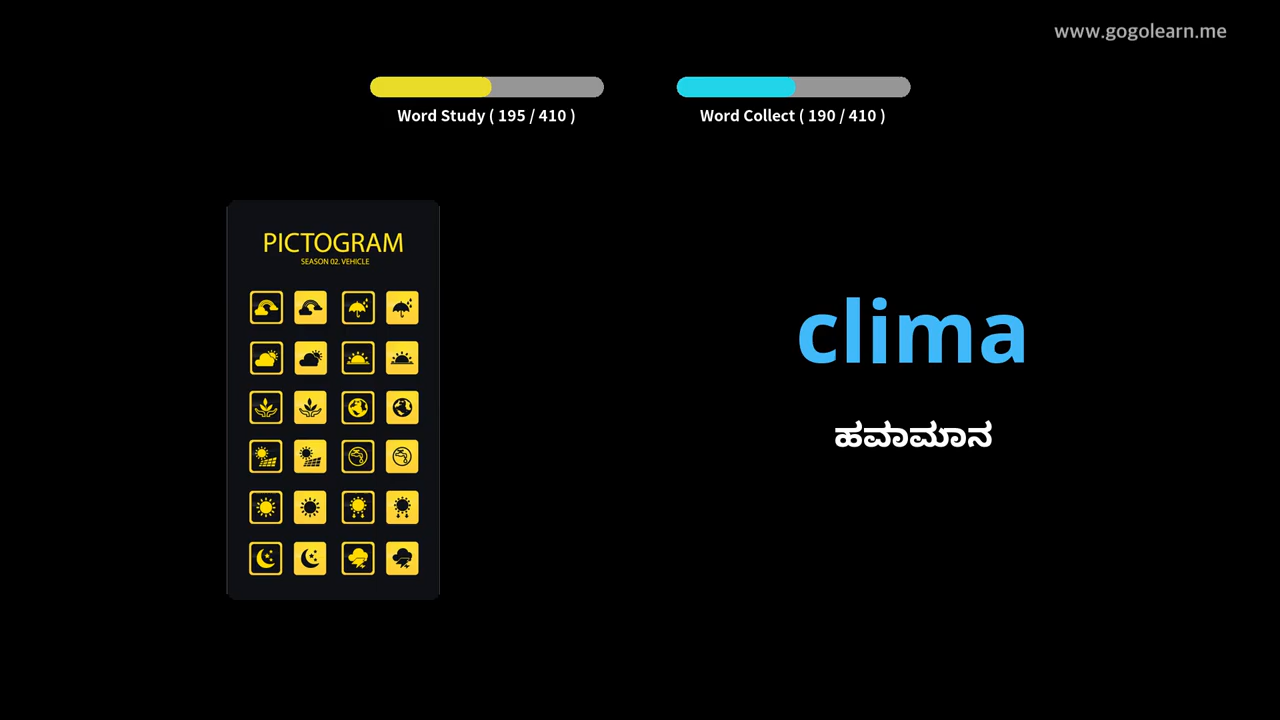 www.gogolearn.me
Word Study ( 195 / 410 )
Word Collect ( 190 / 410 )
PICTOGRAM
SEASON 02. VEHICLE
clima
ಹವಾಮಾನ